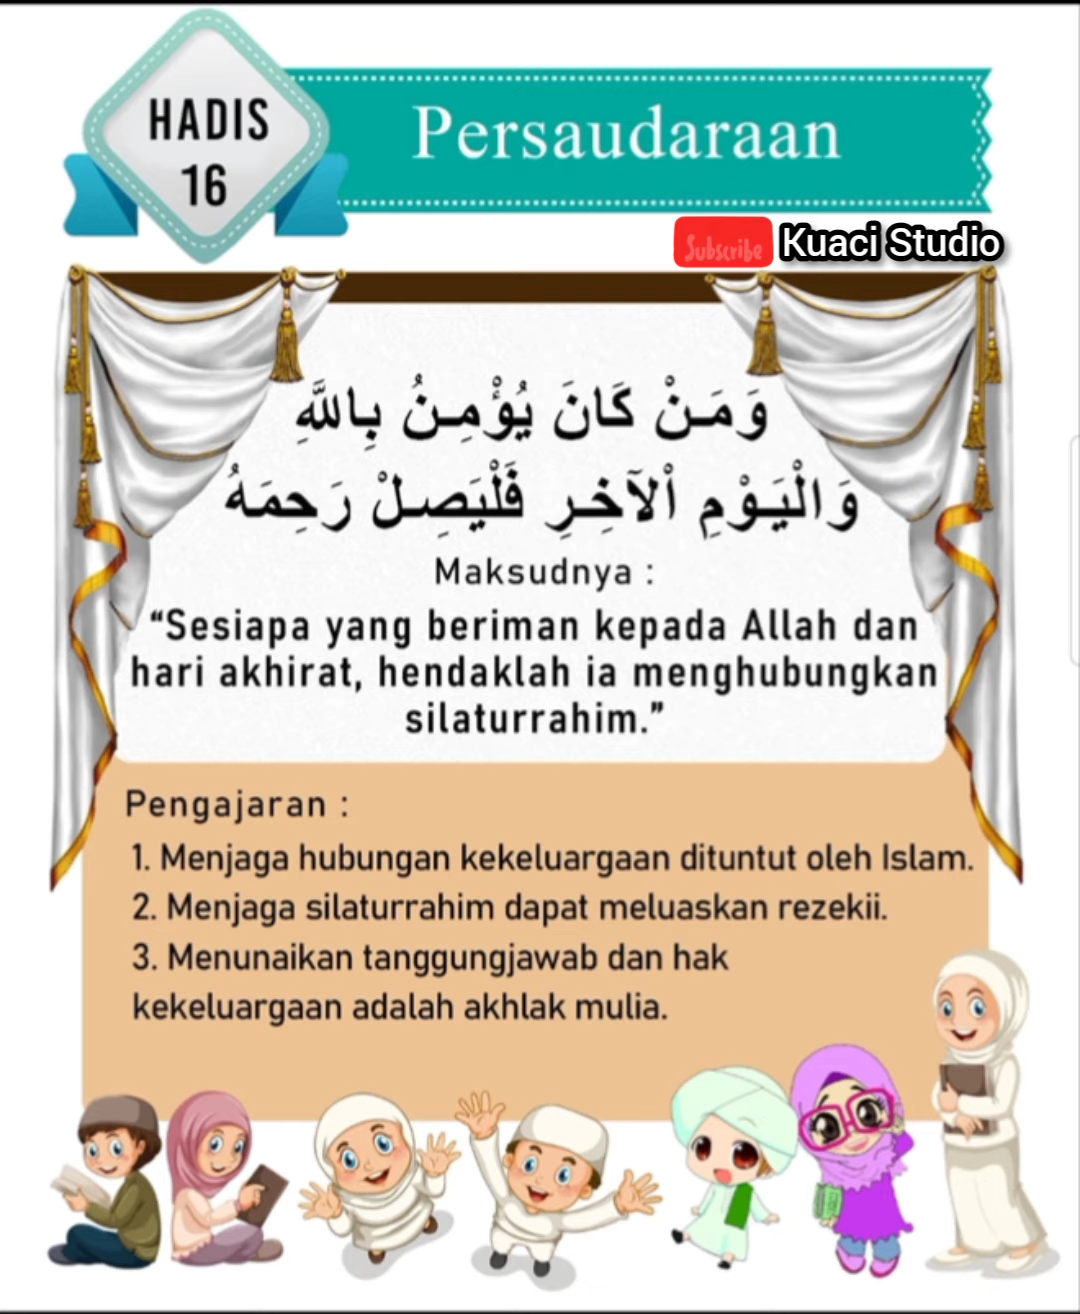 HADIS
16
Persaudaraan
Subscribe Kuaci Studio
وَمَنْ كَانَ يُؤْمِنُ بِاللَّهِ
وَالْيَوْمِ اْلآخِرِ فَلْيَصِلْ رَحِمَهُ
Maksudnya :
“Sesiapa yang beriman kepada Allah dan
hari akhirat, hendaklah ia menghubungkan
silaturrahim.”
Pengajaran :
1. Menjaga hubungan kekeluargaan dituntut oleh Islam.
2. Menjaga silaturrahim dapat meluaskan rezekii.
3. Menunaikan tanggungjawab dan hak
kekeluargaan adalah akhlak mulia.